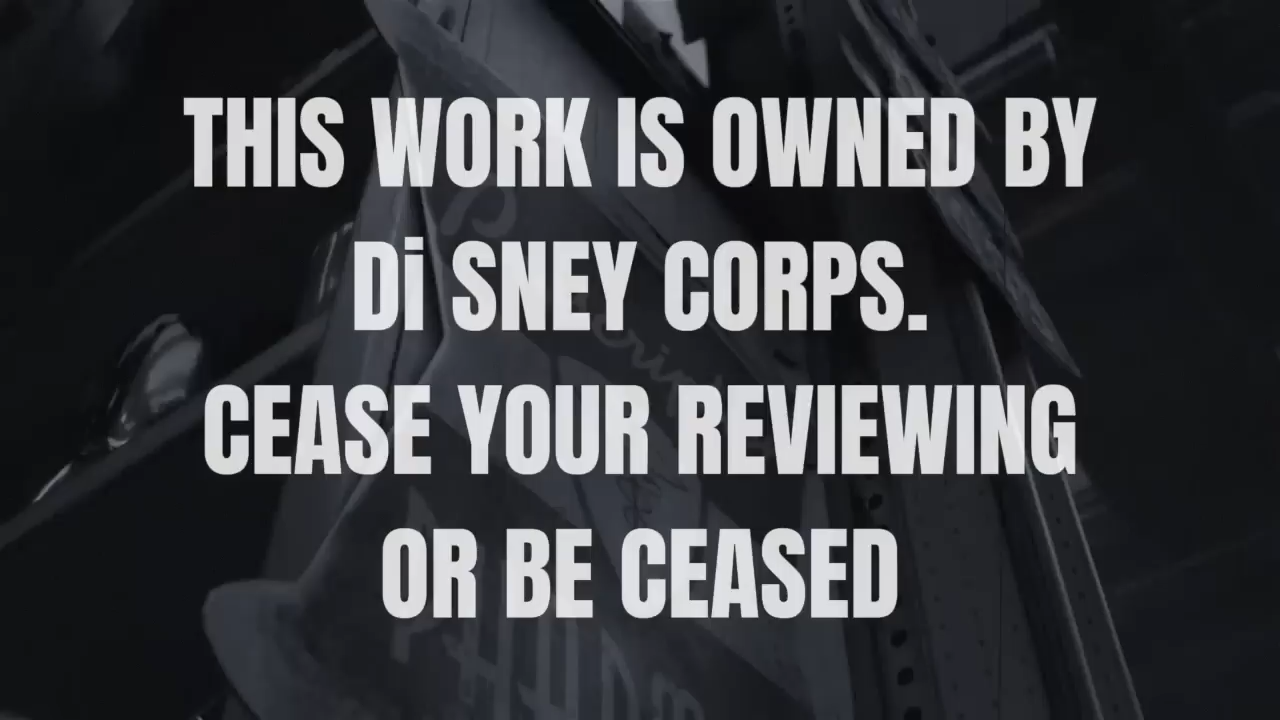 THIS WORK IS OWNED BY
Di SNEY CORPS.
CEASE YOUR REVIEWING
OR BE CEASED